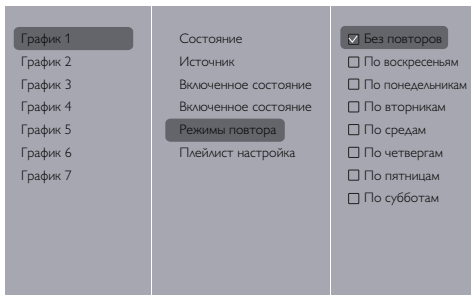 График 1
График 2
График 3
График 4
График 5
График 6
График 7
Состояние
Источник
Включенное состояние
Включенное состояние
Режимы повтора
Плейлист настройка
Без повторов
По воскресеньям
По понедельникам
По вторникам
По средам
По четвергам
По пятницам
По субботам